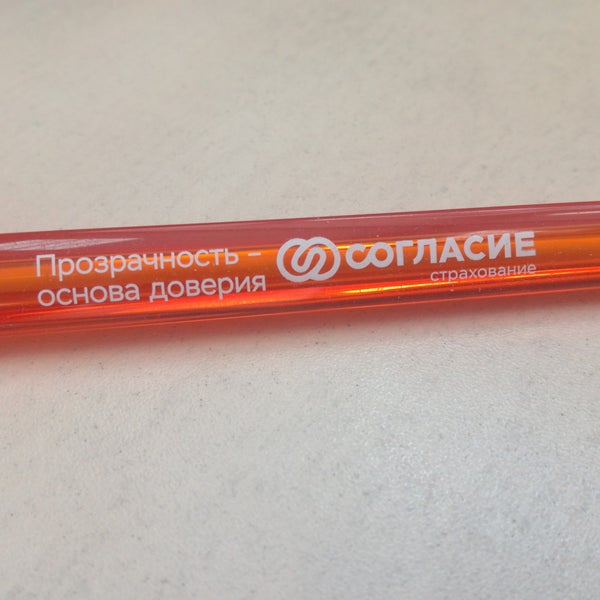 Прозрачность –
основа доверия
СОГЛАСИЕ
страхование